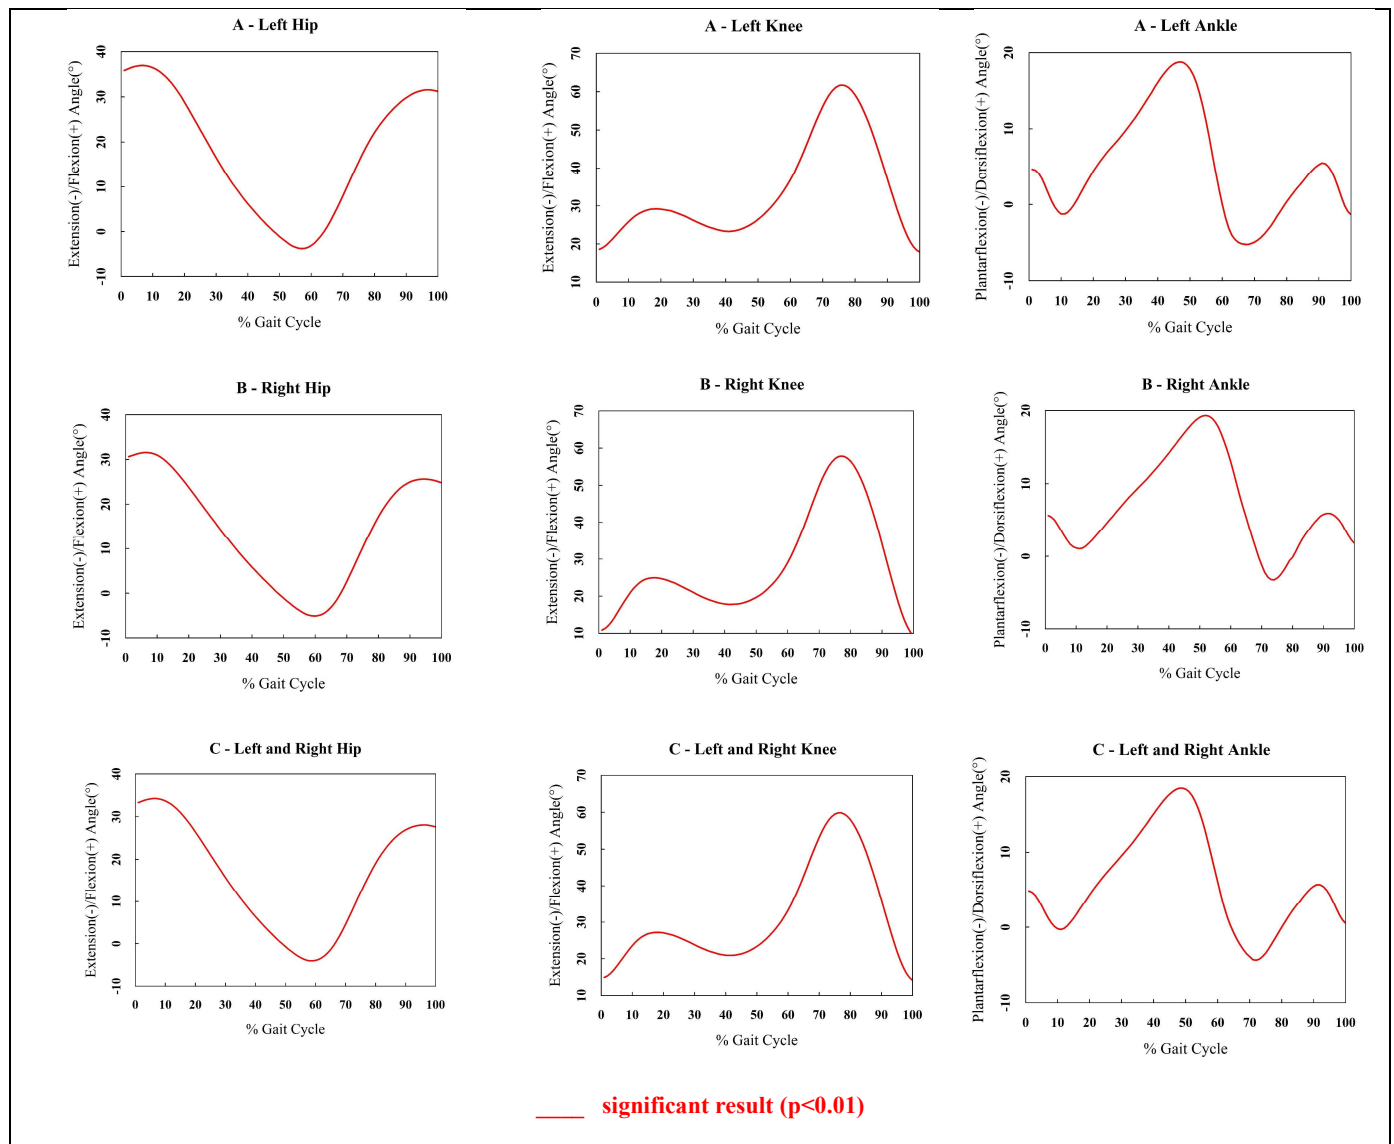 A - Left Hip
Extension(-)/Flexion(+) Angle(°)
40
30
20
10
0
-10
0 10 20 30 40 50 60 70 80 90 100
% Gait Cycle
A - Left Knee
Extension(-)/Flexion(+) Angle(°)
70
60
50
40
30
20
10
0 10 20 30 40 50 60 70 80 90 100
% Gait Cycle
A - Left Ankle
Plantarflexion(-)/Dorsiflexion(+) Angle(°)
20
10
0
-10
0 10 20 30 40 50 60 70 80 90 100
% Gait Cycle
B - Right Hip
Extension(-)/Flexion(+) Angle(°)
40
30
20
10
0
-10
0 10 20 30 40 50 60 70 80 90 100
% Gait Cycle
B - Right Knee
Extension(-)/Flexion(+) Angle(°)
70
60
50
40
30
20
10
0 10 20 30 40 50 60 70 80 90 100
% Gait Cycle
B - Right Ankle
Plantarflexion(-)/Dorsiflexion(+) Angle(°)
20
10
0
-10
0 10 20 30 40 50 60 70 80 90 100
% Gait Cycle
C - Left and Right Hip
Extension(-)/Flexion(+) Angle(°)
40
30
20
10
0
-10
0 10 20 30 40 50 60 70 80 90 100
% Gait Cycle
C - Left and Right Knee
Extension(-)/Flexion(+) Angle(°)
70
60
50
40
30
20
10
0 10 20 30 40 50 60 70 80 90 100
% Gait Cycle
C - Left and Right Ankle
Plantarflexion(-)/Dorsiflexion(+) Angle(°)
20
10
0
-10
0 10 20 30 40 50 60 70 80 90 100
% Gait Cycle
significant result (p<0.01)